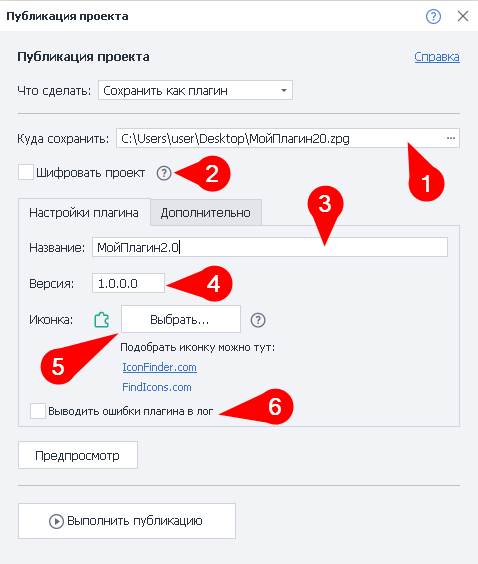 Публикация проекта
Публикация проекта Справка
Что сделать: Сохранить как плагин
Куда сохранить: C:\Users\user\Desktop\МойПлагин20.zpg ...
1
Шифровать проект ? 2
Настройки плагина Дополнительно
3
Название: МойПлагин2.0
Версия: 1.0.0.0 4
Иконка: Выбрать... ?
5
Подобрать иконку можно тут:
IconFinder.com
FindIcons.com
Выводить ошибки плагина в лог 6
Предпросмотр
Выполнить публикацию